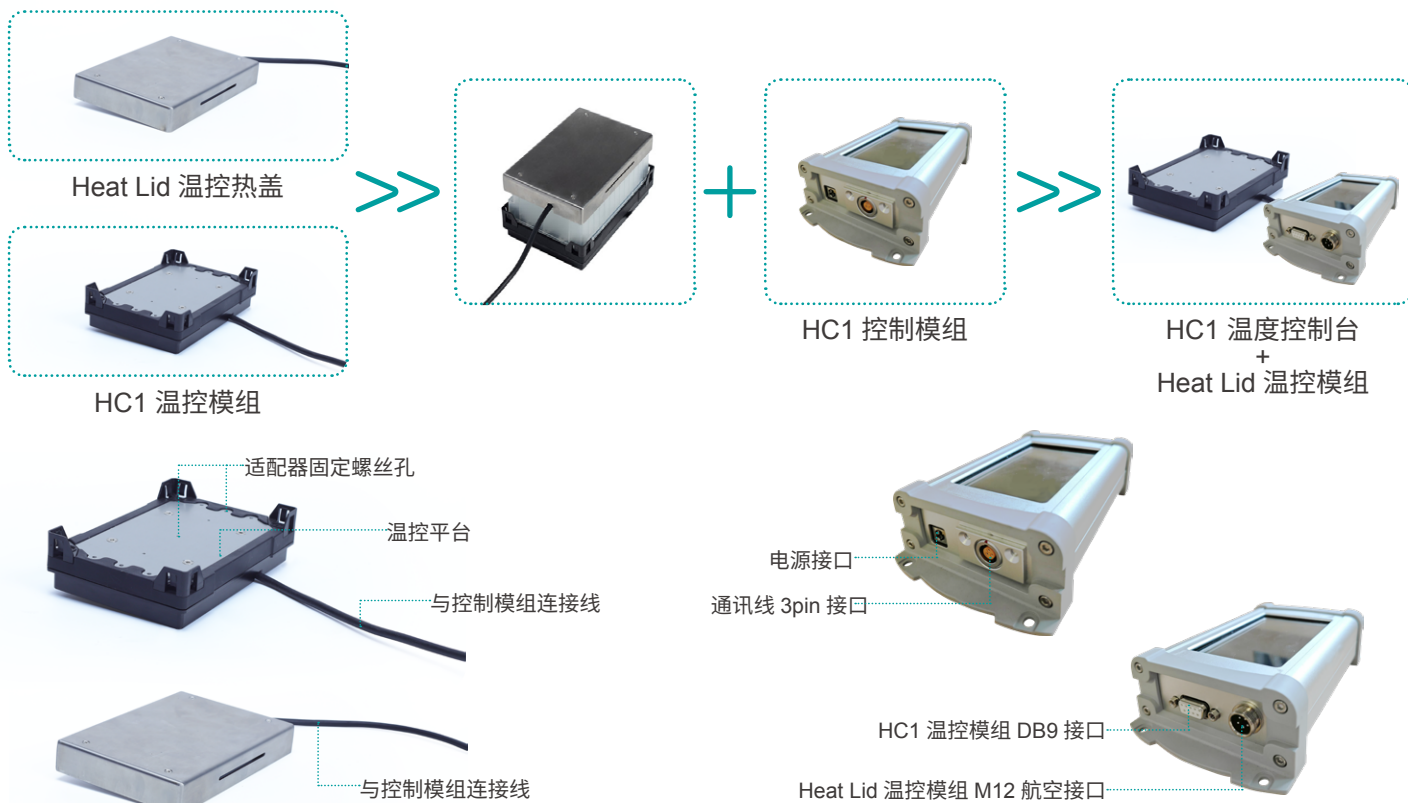 Heat Lid 温控热盖
HC1 温控模组
HC1 控制模组
HC1 温度控制台
+
Heat Lid 温控模组
适配器固定螺丝孔
温控平台
与控制模组连接线
与控制模组连接线
电源接口
通讯线 3pin 接口
HC1 温控模组 DB9 接口
Heat Lid 温控模组 M12 航空接口